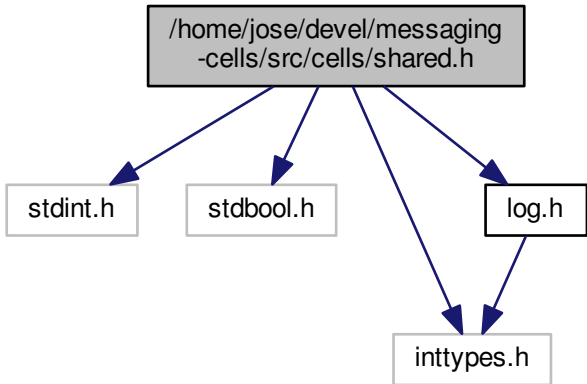 /home/jose/devel/messaging
-cells/src/cells/shared.h
stdint.h
stdbool.h
log.h
inttypes.h